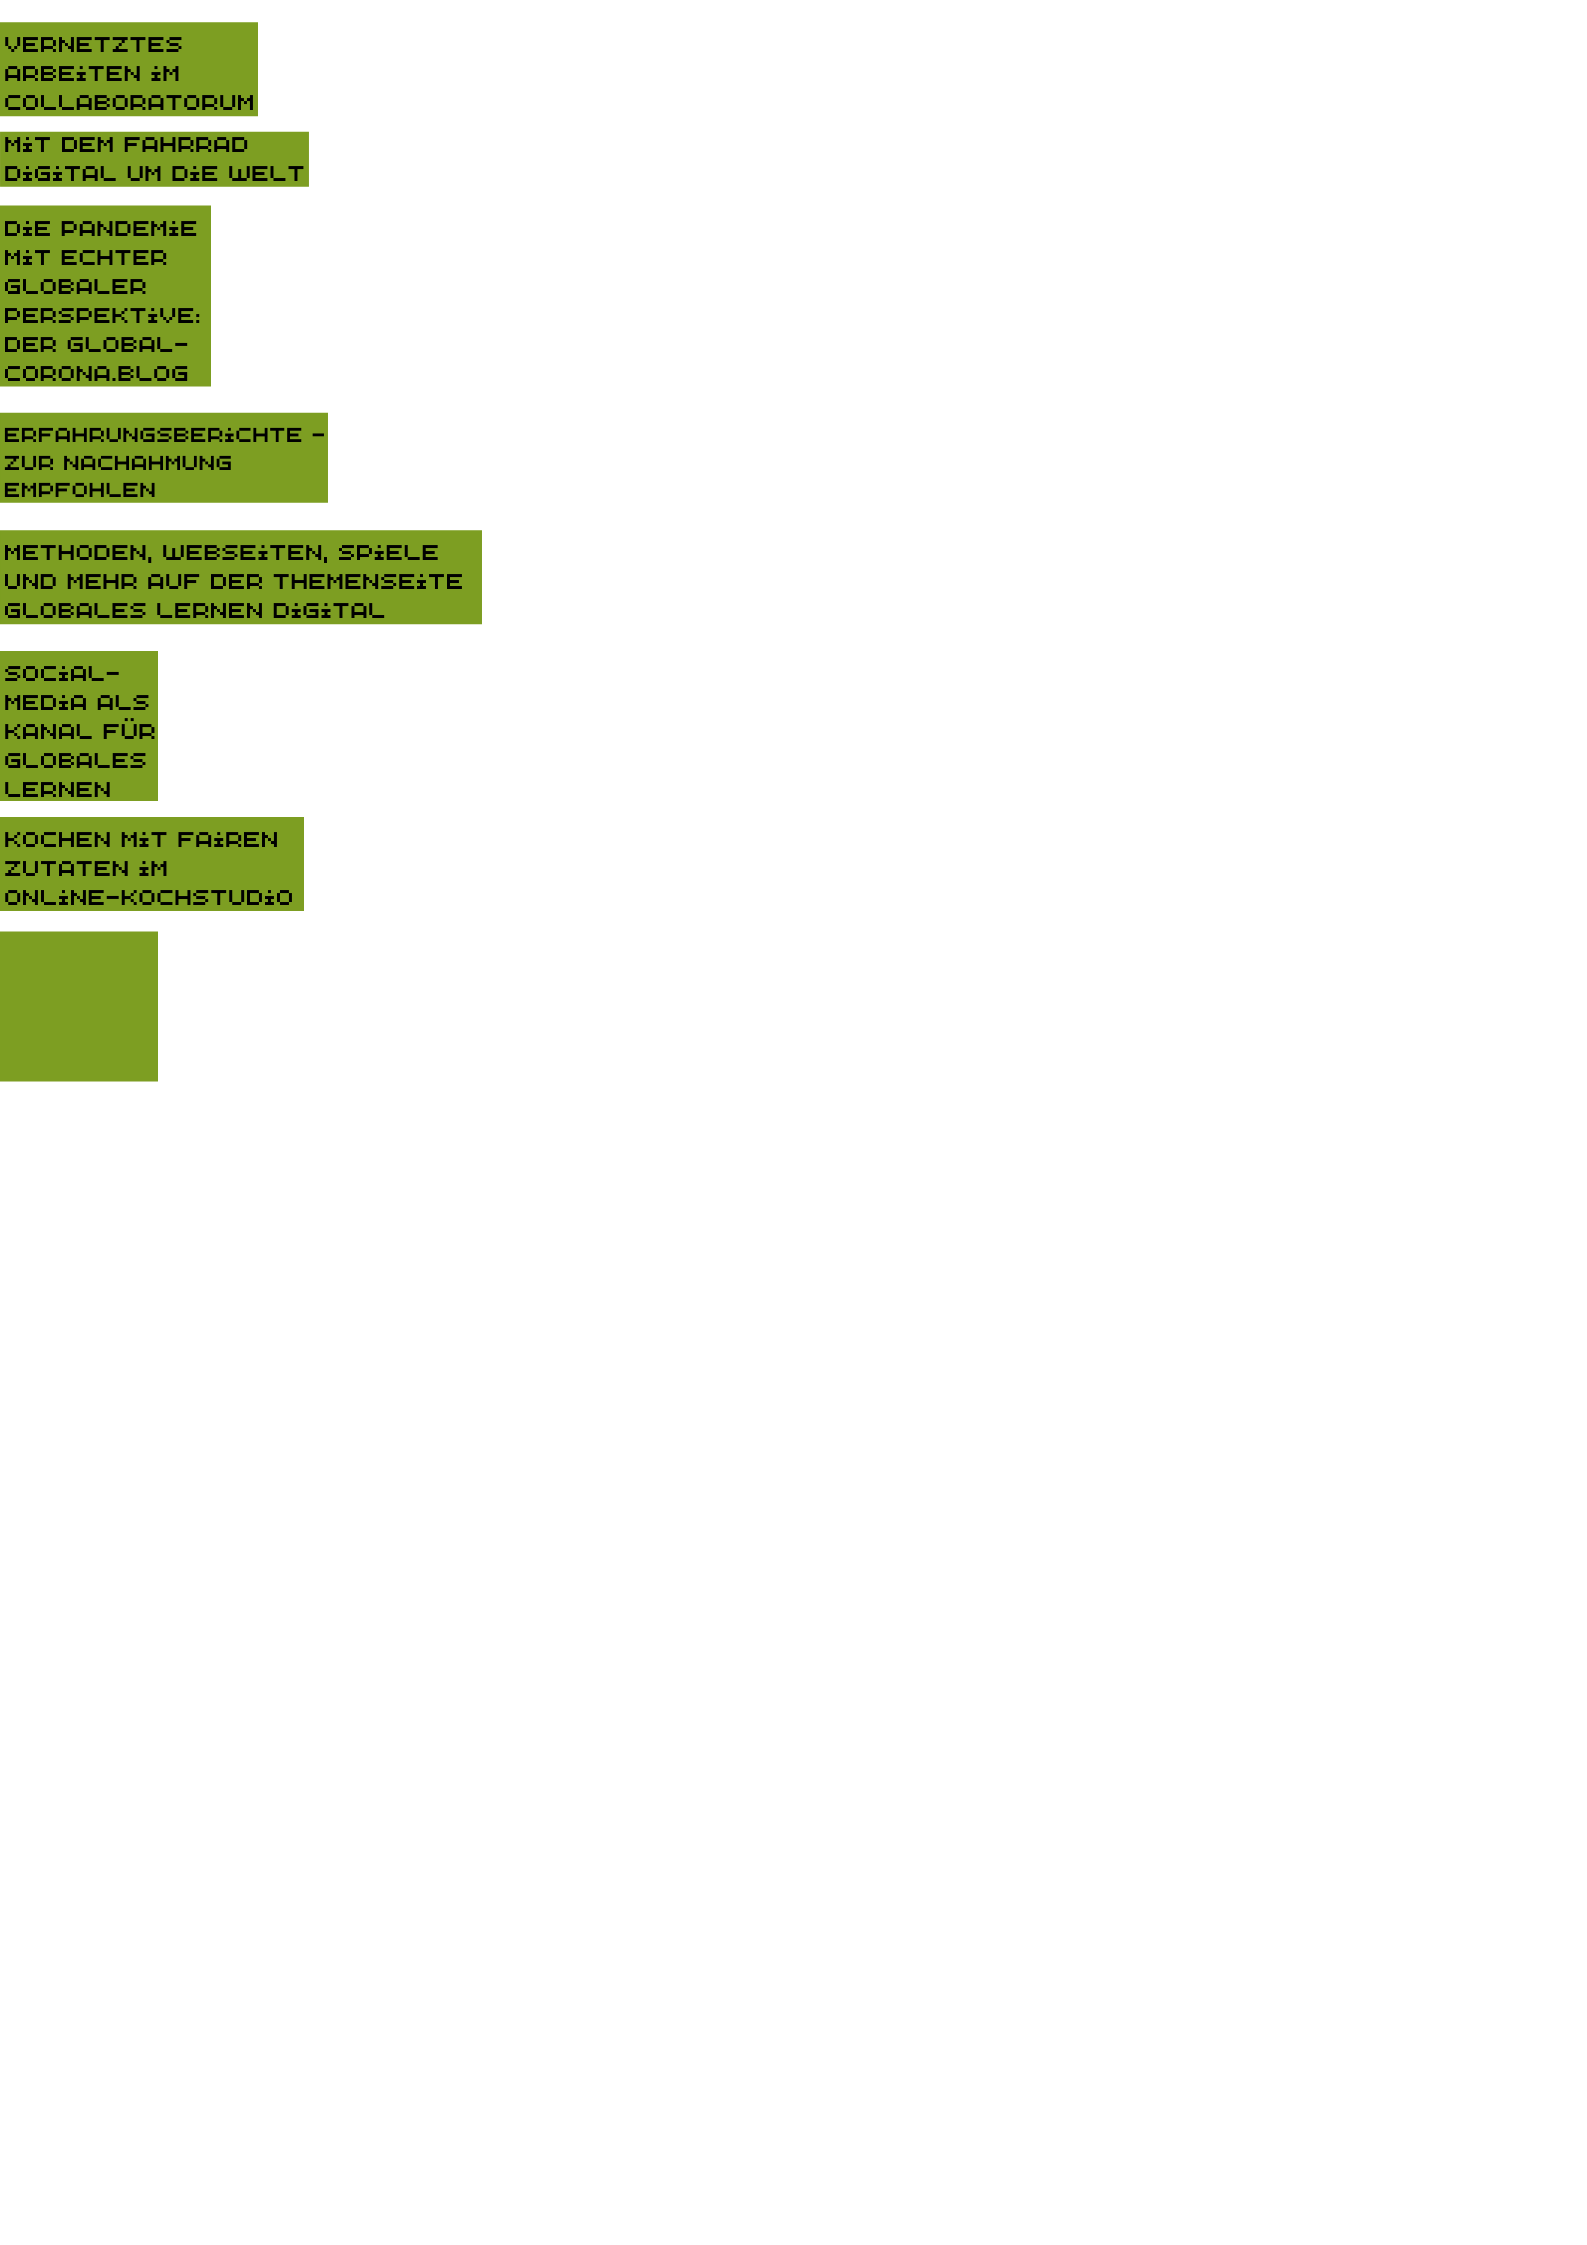 VERNETZTES
ARBEiTEN iM
COLLABORATORUM
MiT DEM FAHRRAD
DiGiTAL UM DiE WELT
DiE PANDEMiE
MiT ECHTER
GLOBALER
PERSPEKTiVE:
DER GLOBAL-
CORONA.BLOG
ERFAHRUNGSBERiCHTE -
ZUR NACHAHMUNG
EMPFOHLEN
METHODEN, WEBSEiTEN, SPiELE
UND MEHR AUF DER THEMENSEiTE
GLOBALES LERNEN DiGiTAL
SOCiAL-
MEDiA ALS
KANAL FÜR
GLOBALES
LERNEN
KOCHEN MiT FAiREN
ZUTATEN iM
ONLiNE-KOCHSTUDiO